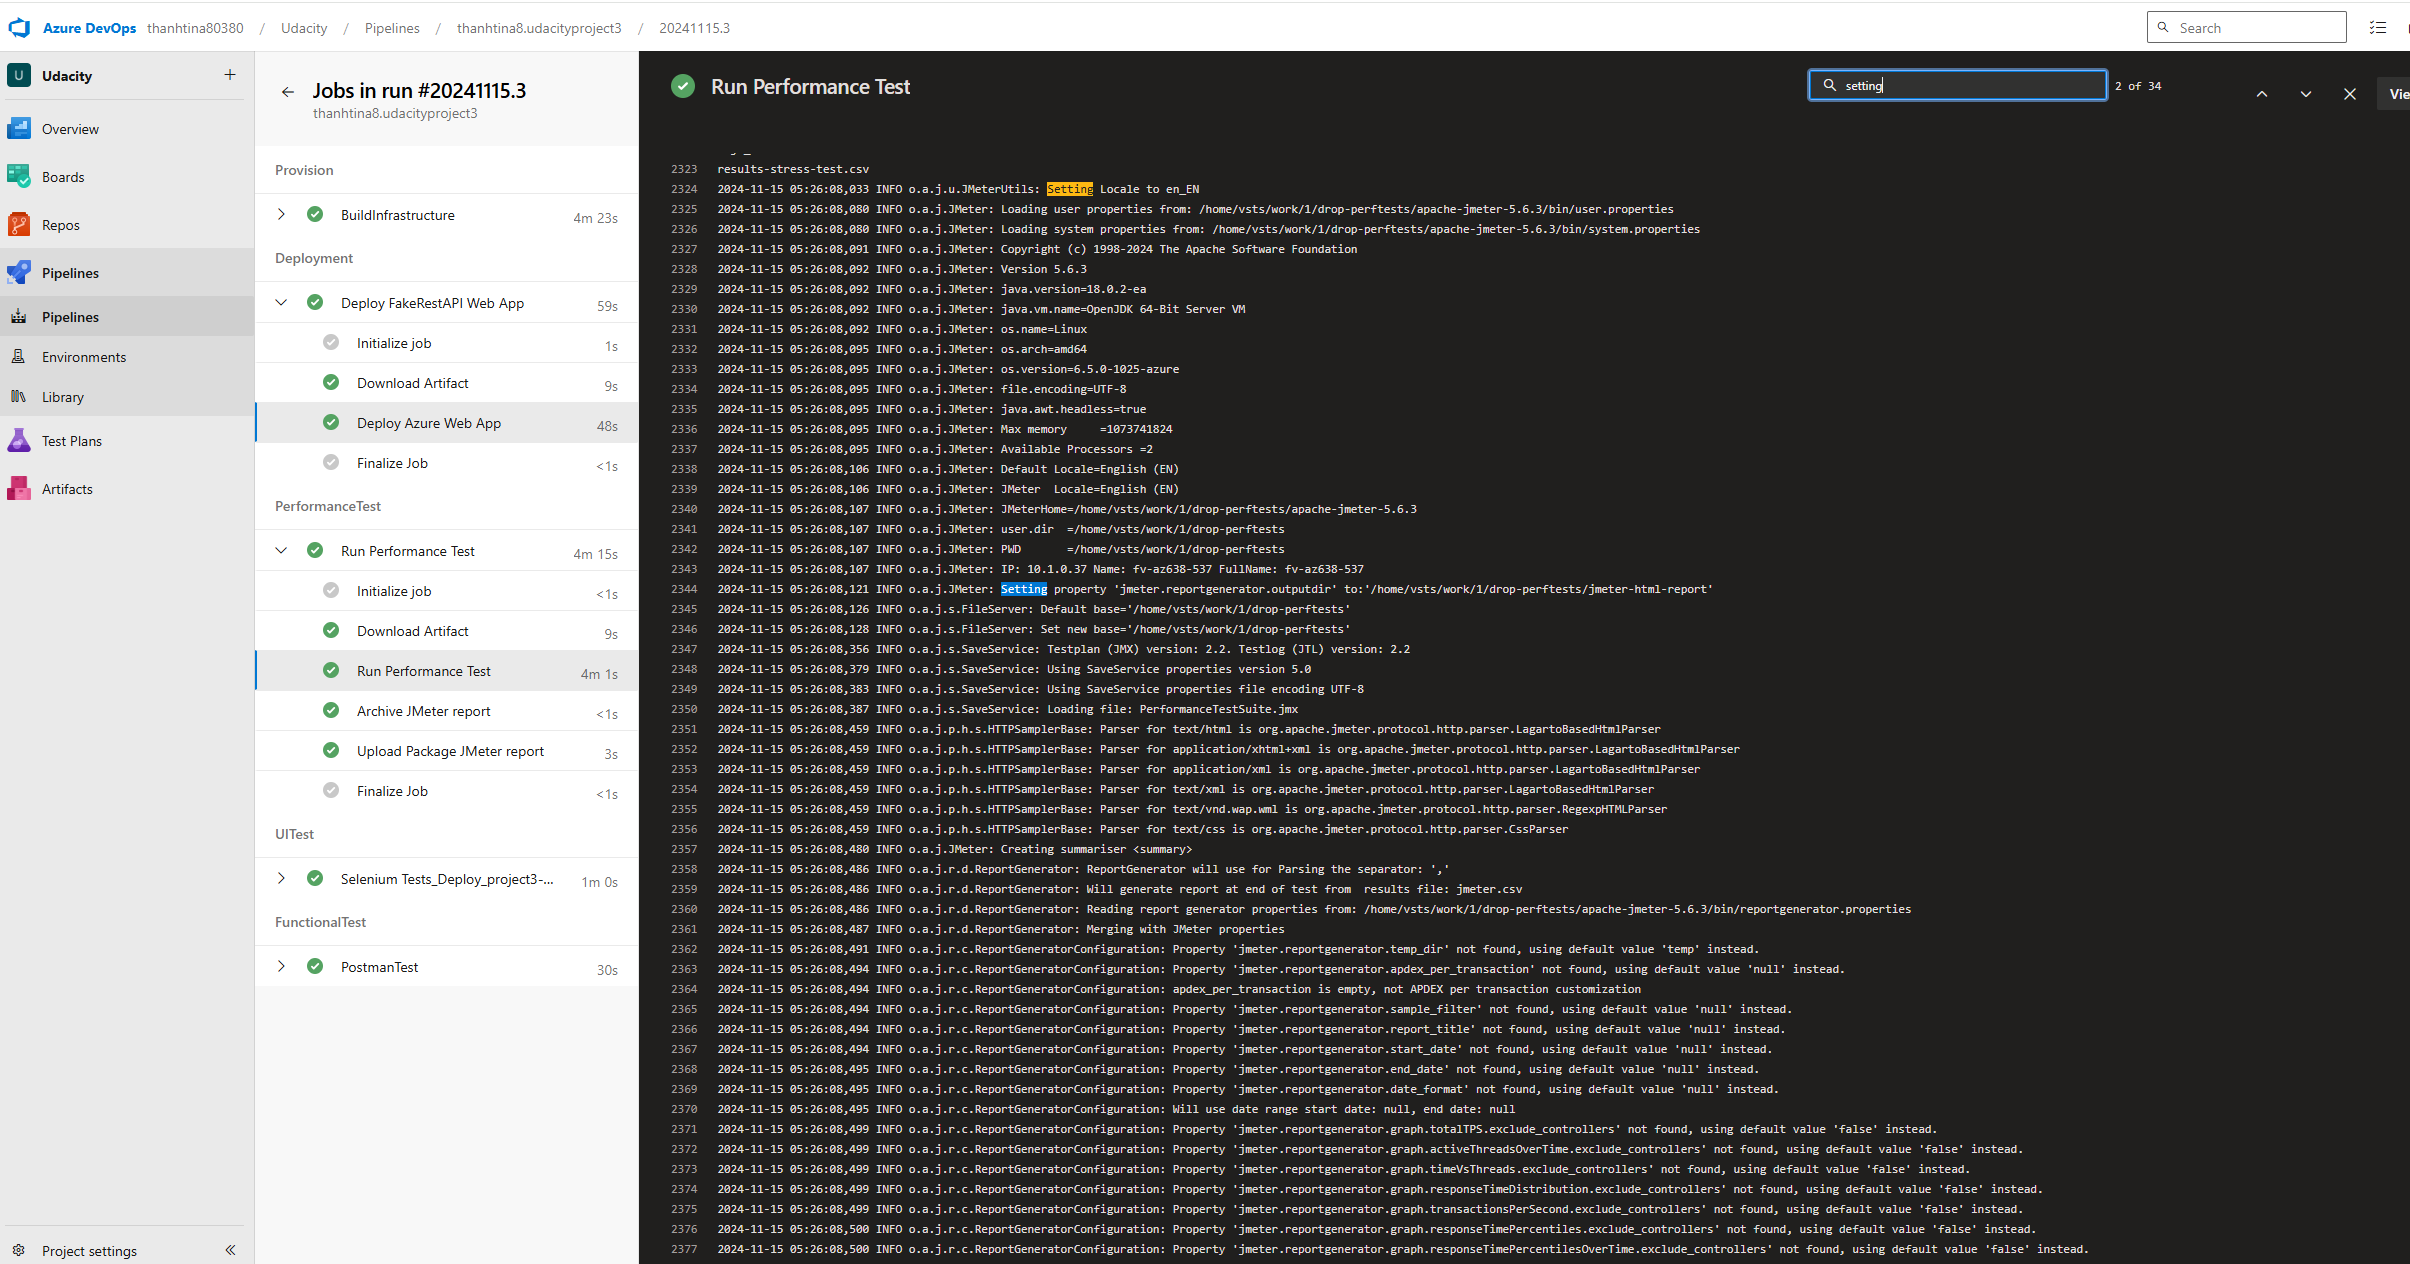 Azure DevOps thanhtina80380 / Udacity / Pipelines / thanhtina8.udacityproject3 / 20241115.3
Search
U Udacity +
Overview
Boards
Repos
Pipelines
Pipelines
Environments
Library
Test Plans
Artifacts
Project settings
Jobs in run #20241115.3
thanhtina8.udacityproject3
Provision
BuildInfrastructure 4m 23s
Deployment
Deploy FakeRestAPI Web App 59s
Initialize job 1s
Download Artifact 9s
Deploy Azure Web App 48s
Finalize Job <1s
PerformanceTest
Run Performance Test 4m 15s
Initialize job <1s
Download Artifact 9s
Run Performance Test 4m 1s
Archive JMeter report <1s
Upload Package JMeter report 3s
Finalize Job <1s
UITest
Selenium Tests_Deploy_project3-... 1m 0s
FunctionalTest
PostmanTest 30s
Run Performance Test
setting
2 of 34
Vie
2323 results-stress-test.csv
2324 2024-11-15 05:26:08,033 INFO o.a.j.u.JMeterUtils: Setting Locale to en_EN
2325 2024-11-15 05:26:08,080 INFO o.a.j.JMeter: Loading user properties from: /home/vsts/work/1/drop-perftests/apache-jmeter-5.6.3/bin/user.properties
2326 2024-11-15 05:26:08,080 INFO o.a.j.JMeter: Loading system properties from: /home/vsts/work/1/drop-perftests/apache-jmeter-5.6.3/bin/system.properties
2327 2024-11-15 05:26:08,091 INFO o.a.j.JMeter: Copyright (c) 1998-2024 The Apache Software Foundation
2328 2024-11-15 05:26:08,092 INFO o.a.j.JMeter: Version 5.6.3
2329 2024-11-15 05:26:08,092 INFO o.a.j.JMeter: java.version=18.0.2-ea
2330 2024-11-15 05:26:08,092 INFO o.a.j.JMeter: java.vm.name=OpenJDK 64-Bit Server VM
2331 2024-11-15 05:26:08,092 INFO o.a.j.JMeter: os.name=Linux
2332 2024-11-15 05:26:08,095 INFO o.a.j.JMeter: os.arch=amd64
2333 2024-11-15 05:26:08,095 INFO o.a.j.JMeter: os.version=6.5.0-1025-azure
2334 2024-11-15 05:26:08,095 INFO o.a.j.JMeter: file.encoding=UTF-8
2335 2024-11-15 05:26:08,095 INFO o.a.j.JMeter: java.awt.headless=true
2336 2024-11-15 05:26:08,095 INFO o.a.j.JMeter: Max memory     =1073741824
2337 2024-11-15 05:26:08,095 INFO o.a.j.JMeter: Available Processors =2
2338 2024-11-15 05:26:08,106 INFO o.a.j.JMeter: Default Locale=English (EN)
2339 2024-11-15 05:26:08,106 INFO o.a.j.JMeter: JMeter  Locale=English (EN)
2340 2024-11-15 05:26:08,107 INFO o.a.j.JMeter: JMeterHome=/home/vsts/work/1/drop-perftests/apache-jmeter-5.6.3
2341 2024-11-15 05:26:08,107 INFO o.a.j.JMeter: user.dir  =/home/vsts/work/1/drop-perftests
2342 2024-11-15 05:26:08,107 INFO o.a.j.JMeter: PWD       =/home/vsts/work/1/drop-perftests
2343 2024-11-15 05:26:08,107 INFO o.a.j.JMeter: IP: 10.1.0.37 Name: fv-az638-537 FullName: fv-az638-537
2344 2024-11-15 05:26:08,121 INFO o.a.j.JMeter: Setting property 'jmeter.reportgenerator.outputdir' to:'/home/vsts/work/1/drop-perftests/jmeter-html-report'
2345 2024-11-15 05:26:08,126 INFO o.a.j.s.FileServer: Default base='/home/vsts/work/1/drop-perftests'
2346 2024-11-15 05:26:08,128 INFO o.a.j.s.FileServer: Set new base='/home/vsts/work/1/drop-perftests'
2347 2024-11-15 05:26:08,356 INFO o.a.j.s.SaveService: Testplan (JMX) version: 2.2. Testlog (JTL) version: 2.2
2348 2024-11-15 05:26:08,379 INFO o.a.j.s.SaveService: Using SaveService properties version 5.0
2349 2024-11-15 05:26:08,383 INFO o.a.j.s.SaveService: Using SaveService properties file encoding UTF-8
2350 2024-11-15 05:26:08,387 INFO o.a.j.s.SaveService: Loading file: PerformanceTestSuite.jmx
2351 2024-11-15 05:26:08,459 INFO o.a.j.p.h.s.HTTPSamplerBase: Parser for text/html is org.apache.jmeter.protocol.http.parser.LagartoBasedHtmlParser
2352 2024-11-15 05:26:08,459 INFO o.a.j.p.h.s.HTTPSamplerBase: Parser for application/xhtml+xml is org.apache.jmeter.protocol.http.parser.LagartoBasedHtmlParser
2353 2024-11-15 05:26:08,459 INFO o.a.j.p.h.s.HTTPSamplerBase: Parser for application/xml is org.apache.jmeter.protocol.http.parser.LagartoBasedHtmlParser
2354 2024-11-15 05:26:08,459 INFO o.a.j.p.h.s.HTTPSamplerBase: Parser for text/xml is org.apache.jmeter.protocol.http.parser.LagartoBasedHtmlParser
2355 2024-11-15 05:26:08,459 INFO o.a.j.p.h.s.HTTPSamplerBase: Parser for text/vnd.wap.wml is org.apache.jmeter.protocol.http.parser.RegexpHTMLParser
2356 2024-11-15 05:26:08,459 INFO o.a.j.p.h.s.HTTPSamplerBase: Parser for text/css is org.apache.jmeter.protocol.http.parser.CssParser
2357 2024-11-15 05:26:08,480 INFO o.a.j.JMeter: Creating summariser <summary>
2358 2024-11-15 05:26:08,486 INFO o.a.j.r.d.ReportGenerator: ReportGenerator will use for Parsing the separator: ','
2359 2024-11-15 05:26:08,486 INFO o.a.j.r.d.ReportGenerator: Will generate report at end of test from  results file: jmeter.csv
2360 2024-11-15 05:26:08,486 INFO o.a.j.r.d.ReportGenerator: Reading report generator properties from: /home/vsts/work/1/drop-perftests/apache-jmeter-5.6.3/bin/reportgenerator.properties
2361 2024-11-15 05:26:08,487 INFO o.a.j.r.d.ReportGenerator: Merging with JMeter properties
2362 2024-11-15 05:26:08,491 INFO o.a.j.r.c.ReportGeneratorConfiguration: Property 'jmeter.reportgenerator.temp_dir' not found, using default value 'temp' instead.
2363 2024-11-15 05:26:08,494 INFO o.a.j.r.c.ReportGeneratorConfiguration: Property 'jmeter.reportgenerator.apdex_per_transaction' not found, using default value 'null' instead.
2364 2024-11-15 05:26:08,494 INFO o.a.j.r.c.ReportGeneratorConfiguration: apdex_per_transaction is empty, not APDEX per transaction customization
2365 2024-11-15 05:26:08,494 INFO o.a.j.r.c.ReportGeneratorConfiguration: Property 'jmeter.reportgenerator.sample_filter' not found, using default value 'null' instead.
2366 2024-11-15 05:26:08,494 INFO o.a.j.r.c.ReportGeneratorConfiguration: Property 'jmeter.reportgenerator.report_title' not found, using default value 'null' instead.
2367 2024-11-15 05:26:08,494 INFO o.a.j.r.c.ReportGeneratorConfiguration: Property 'jmeter.reportgenerator.start_date' not found, using default value 'null' instead.
2368 2024-11-15 05:26:08,495 INFO o.a.j.r.c.ReportGeneratorConfiguration: Property 'jmeter.reportgenerator.end_date' not found, using default value 'null' instead.
2369 2024-11-15 05:26:08,495 INFO o.a.j.r.c.ReportGeneratorConfiguration: Property 'jmeter.reportgenerator.date_format' not found, using default value 'null' instead.
2370 2024-11-15 05:26:08,495 INFO o.a.j.r.c.ReportGeneratorConfiguration: Will use date range start date: null, end date: null
2371 2024-11-15 05:26:08,499 INFO o.a.j.r.c.ReportGeneratorConfiguration: Property 'jmeter.reportgenerator.graph.totalTPS.exclude_controllers' not found, using default value 'false' instead.
2372 2024-11-15 05:26:08,499 INFO o.a.j.r.c.ReportGeneratorConfiguration: Property 'jmeter.reportgenerator.graph.activeThreadsOverTime.exclude_controllers' not found, using default value 'false' instead.
2373 2024-11-15 05:26:08,499 INFO o.a.j.r.c.ReportGeneratorConfiguration: Property 'jmeter.reportgenerator.graph.timeVsThreads.exclude_controllers' not found, using default value 'false' instead.
2374 2024-11-15 05:26:08,499 INFO o.a.j.r.c.ReportGeneratorConfiguration: Property 'jmeter.reportgenerator.graph.responseTimeDistribution.exclude_controllers' not found, using default value 'false' instead.
2375 2024-11-15 05:26:08,499 INFO o.a.j.r.c.ReportGeneratorConfiguration: Property 'jmeter.reportgenerator.graph.transactionsPerSecond.exclude_controllers' not found, using default value 'false' instead.
2376 2024-11-15 05:26:08,500 INFO o.a.j.r.c.ReportGeneratorConfiguration: Property 'jmeter.reportgenerator.graph.responseTimePercentiles.exclude_controllers' not found, using default value 'false' instead.
2377 2024-11-15 05:26:08,500 INFO o.a.j.r.c.ReportGeneratorConfiguration: Property 'jmeter.reportgenerator.graph.responseTimePercentilesOverTime.exclude_controllers' not found, using default value 'false' instead.